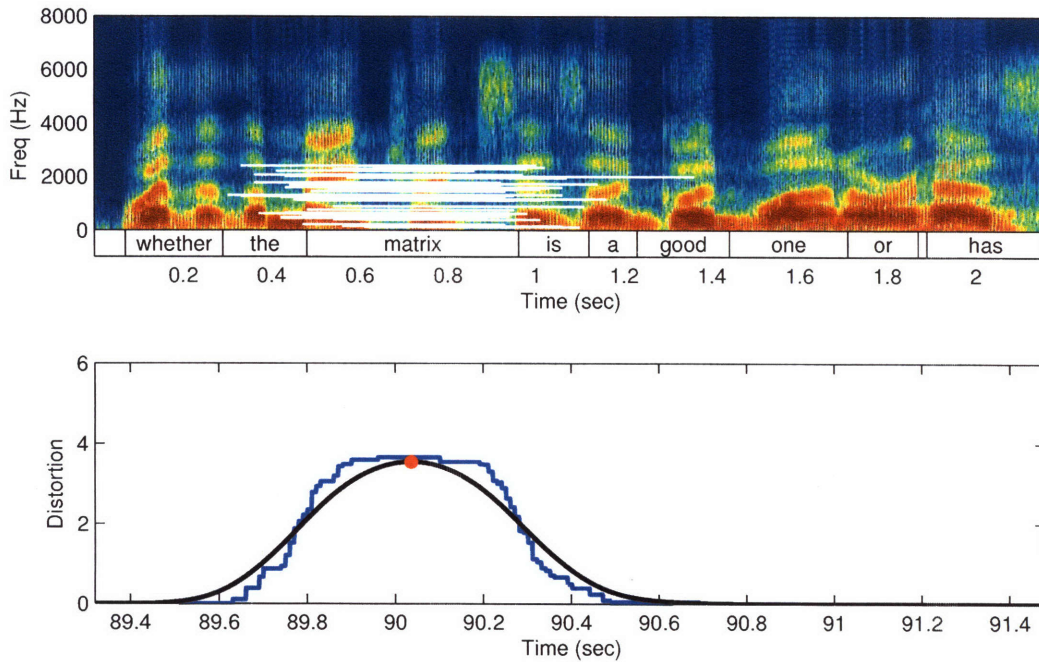 8000
6000
4000
2000
0
Freq (Hz)
whether the matrix is a good one or has
0.2 0.4 0.6 0.8 1 1.2 1.4 1.6 1.8 2
Time (sec)
6
4
2
0
Distortion
89.4 89.6 89.8 90 90.2 90.4 90.6 90.8 91 91.2 91.4
Time (sec)